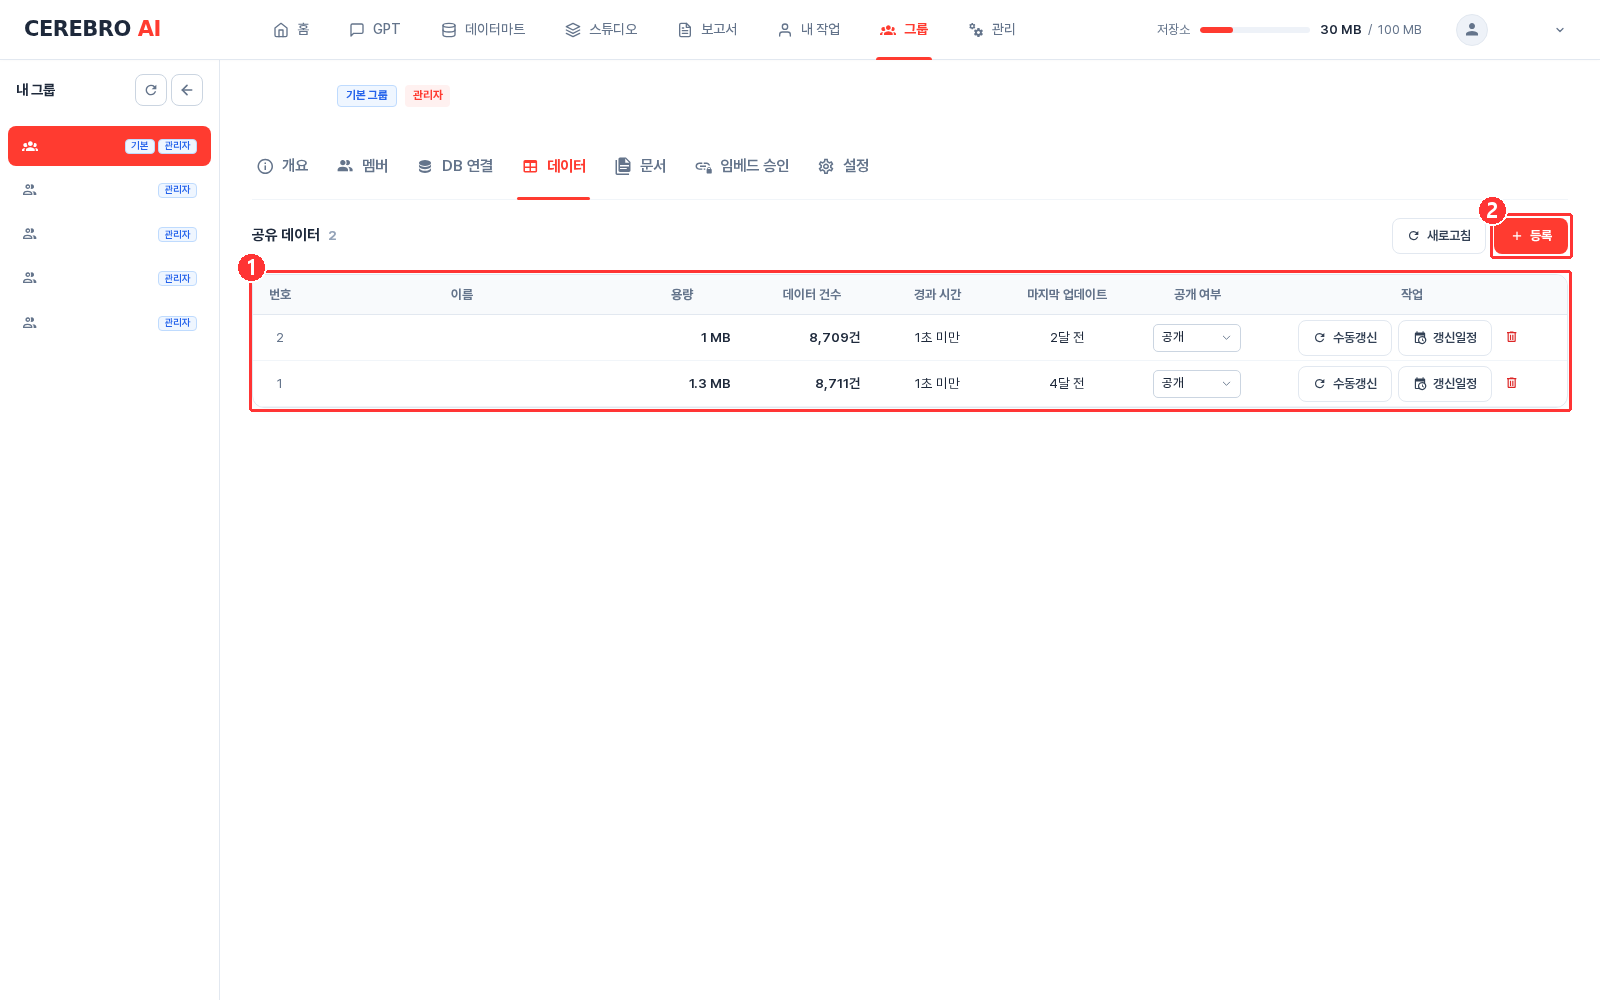 CEREBRO AI 홈 GPT 데이터마트 스튜디오 보고서 내 작업 그룹 관리 저장소 30 MB / 100 MB
내 그룹
기본 그룹 관리자
기본 관리자
관리자
관리자
관리자
관리자
개요 멤버 DB 연결 데이터 문서 임베드 승인 설정
공유 데이터 2 새로고침 2 + 등록
1
번호 이름 용량 데이터 건수 경과 시간 마지막 업데이트 공개 여부 작업
2 1 MB 8,709건 1초 미만 2달 전 공개 수동갱신 갱신일정
1 1.3 MB 8,711건 1초 미만 4달 전 공개 수동갱신 갱신일정